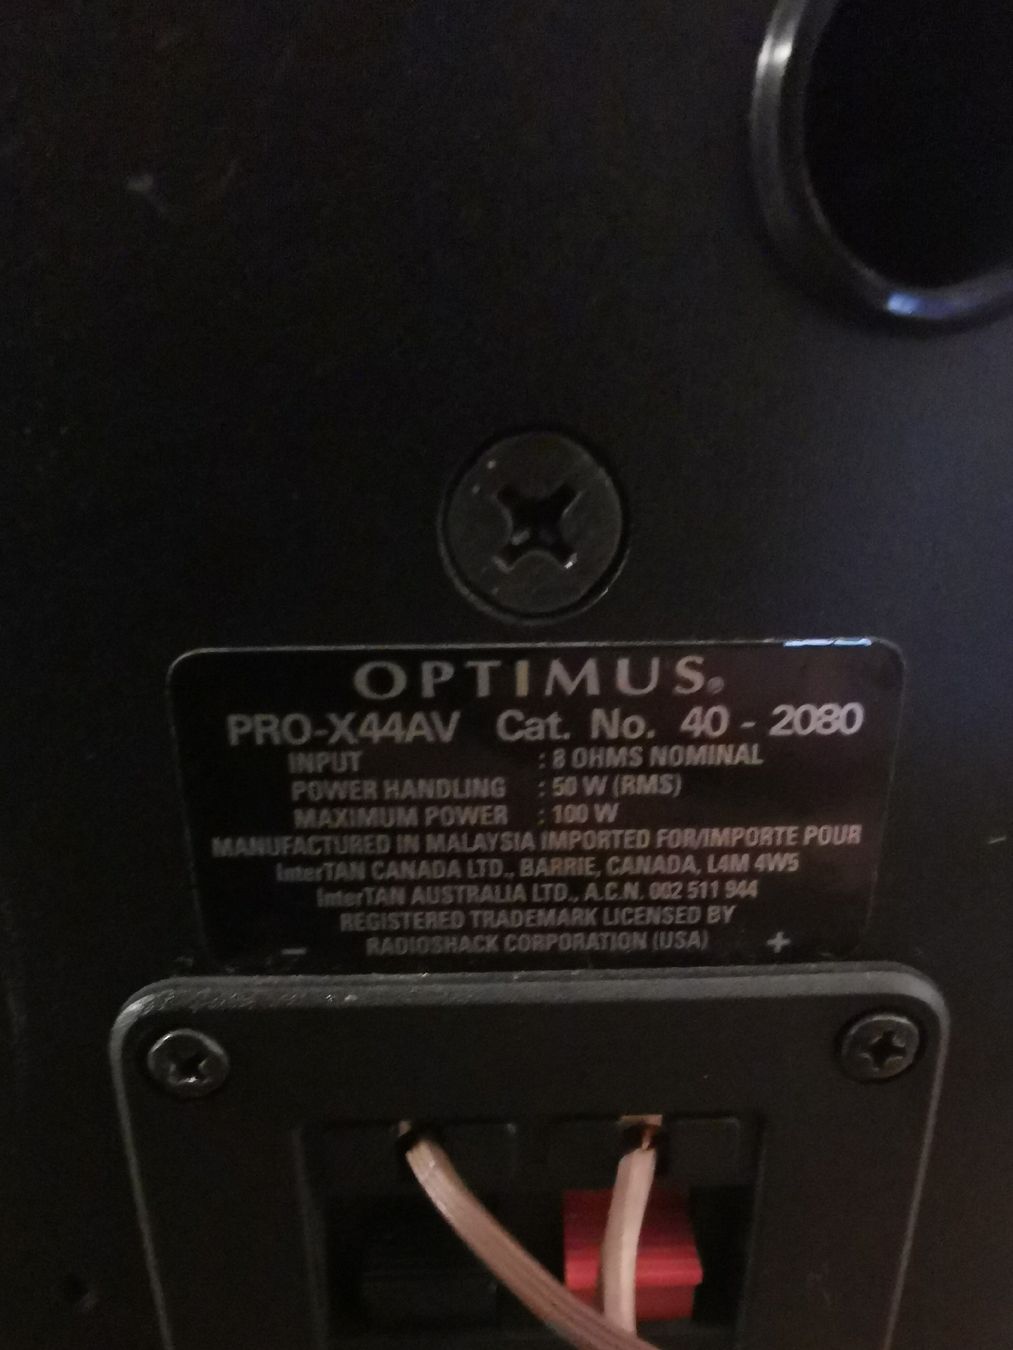 OPTIMUS®
PRO-X44AV Cat. No. 40 - 2080
INPUT : 8 OHMS NOMINAL
POWER HANDLING : 50 W (RMS)
MAXIMUM POWER : 100 W
MANUFACTURED IN MALAYSIA IMPORTED FOR/IMPORTE POUR
InterTAN CANADA LTD., BARRIE, CANADA, L4M 4W5
InterTAN AUSTRALIA LTD., A.C.N. 002 511 944
REGISTERED TRADEMARK LICENSED BY
− RADIOSHACK CORPORATION (USA) +